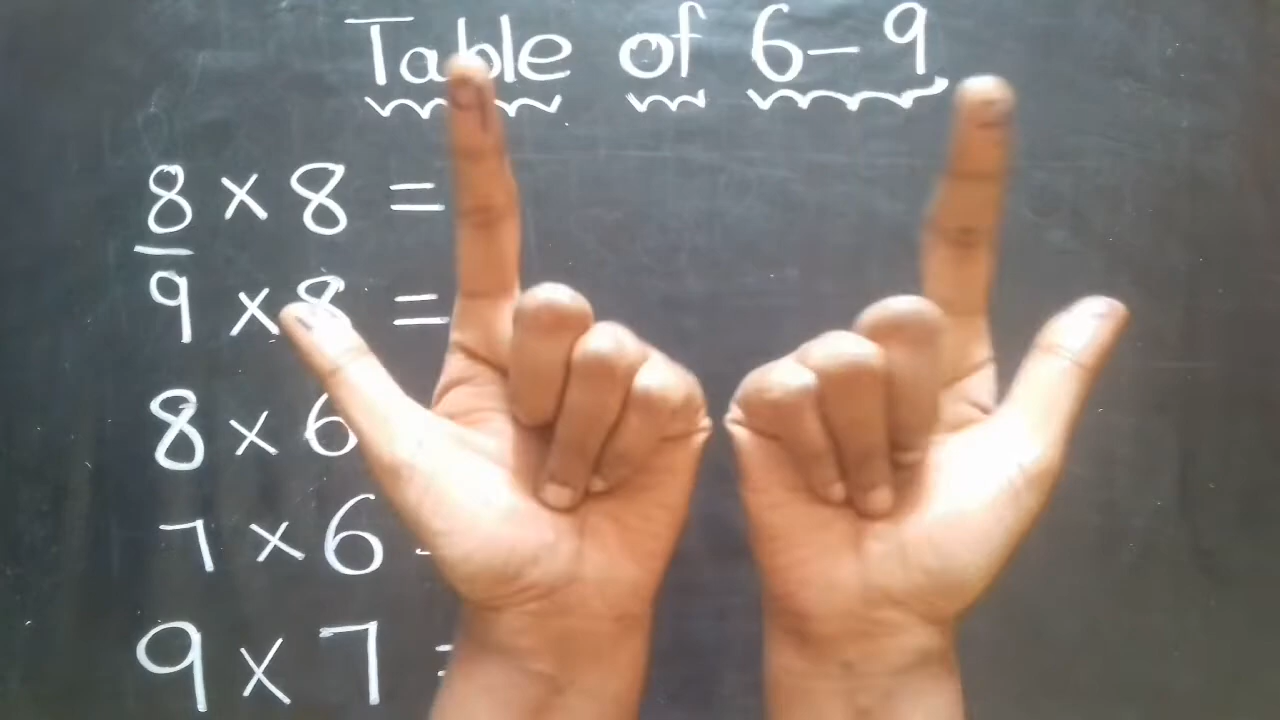 Table of 6-9
8 × 8 =
9 × 8 =
8 × 6
7 × 6 -
9 × 7 =